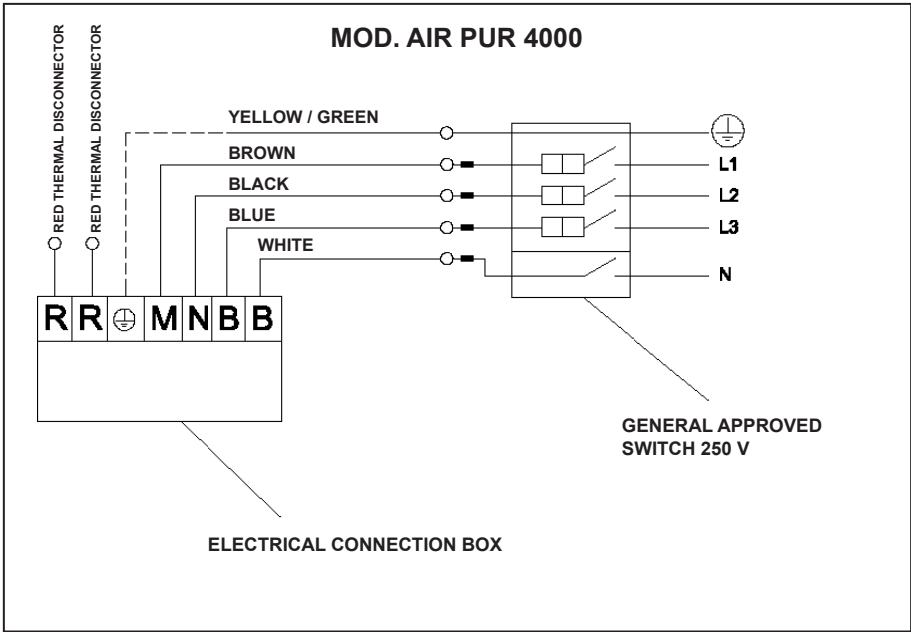 MOD. AIR PUR 4000
RED THERMAL DISCONNECTOR
RED THERMAL DISCONNECTOR
YELLOW / GREEN
BROWN
L1
BLACK
L2
BLUE
L3
WHITE
N
R R M N B B
GENERAL APPROVED
SWITCH 250 V
ELECTRICAL CONNECTION BOX